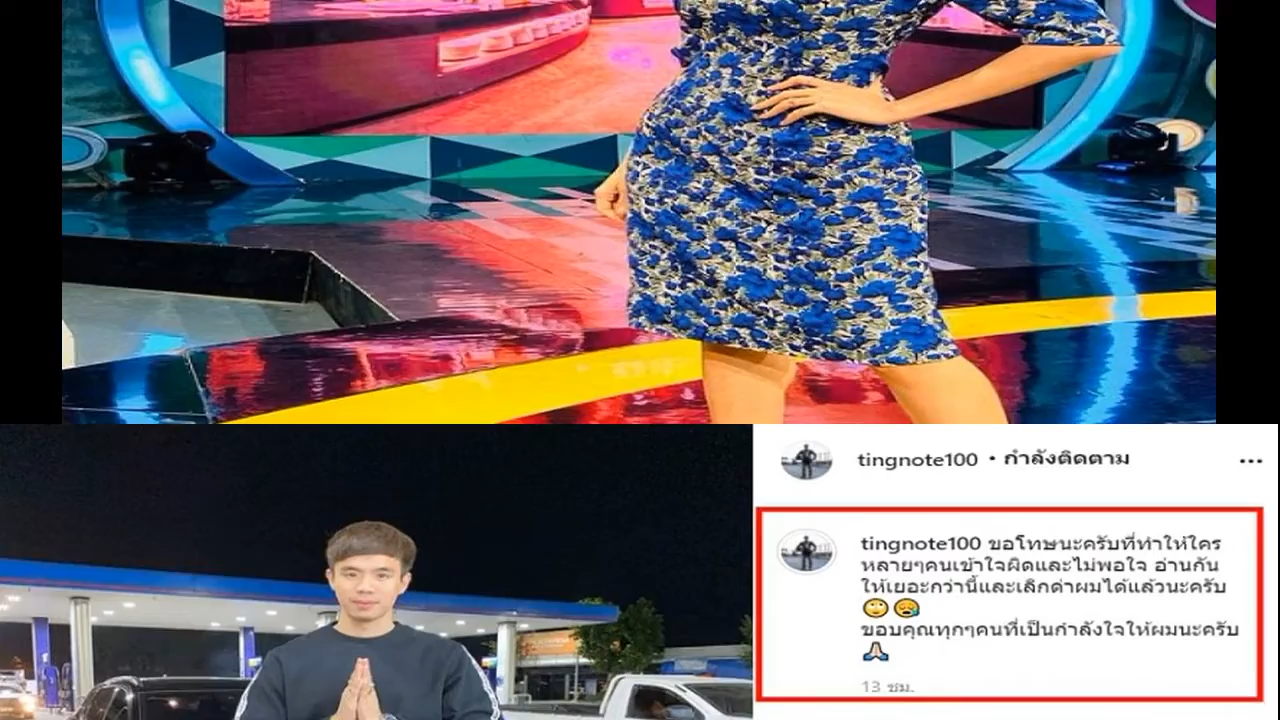 tingnote100 • กำลังติดตาม
tingnote100 ขอโทษนะครับที่ทำให้ใคร
หลายๆคนเข้าใจผิดและไม่พอใจ อ่านกัน
ให้เยอะกว่านี้และเลิกด่าผมได้แล้วนะครับ
🙄😪
ขอบคุณทุกๆคนที่เป็นกำลังใจให้ผมนะครับ
🙏🏻
13 ชม.